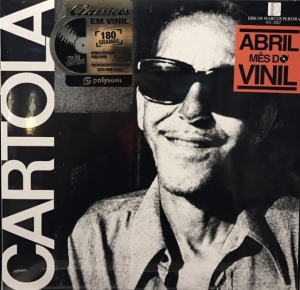 CARTOLA
Clássicos
EM VINIL
180
GRAMAS
polysom
DISCOS MARCUS PEREIRA
ABRIL
MÊS DO
VINIL